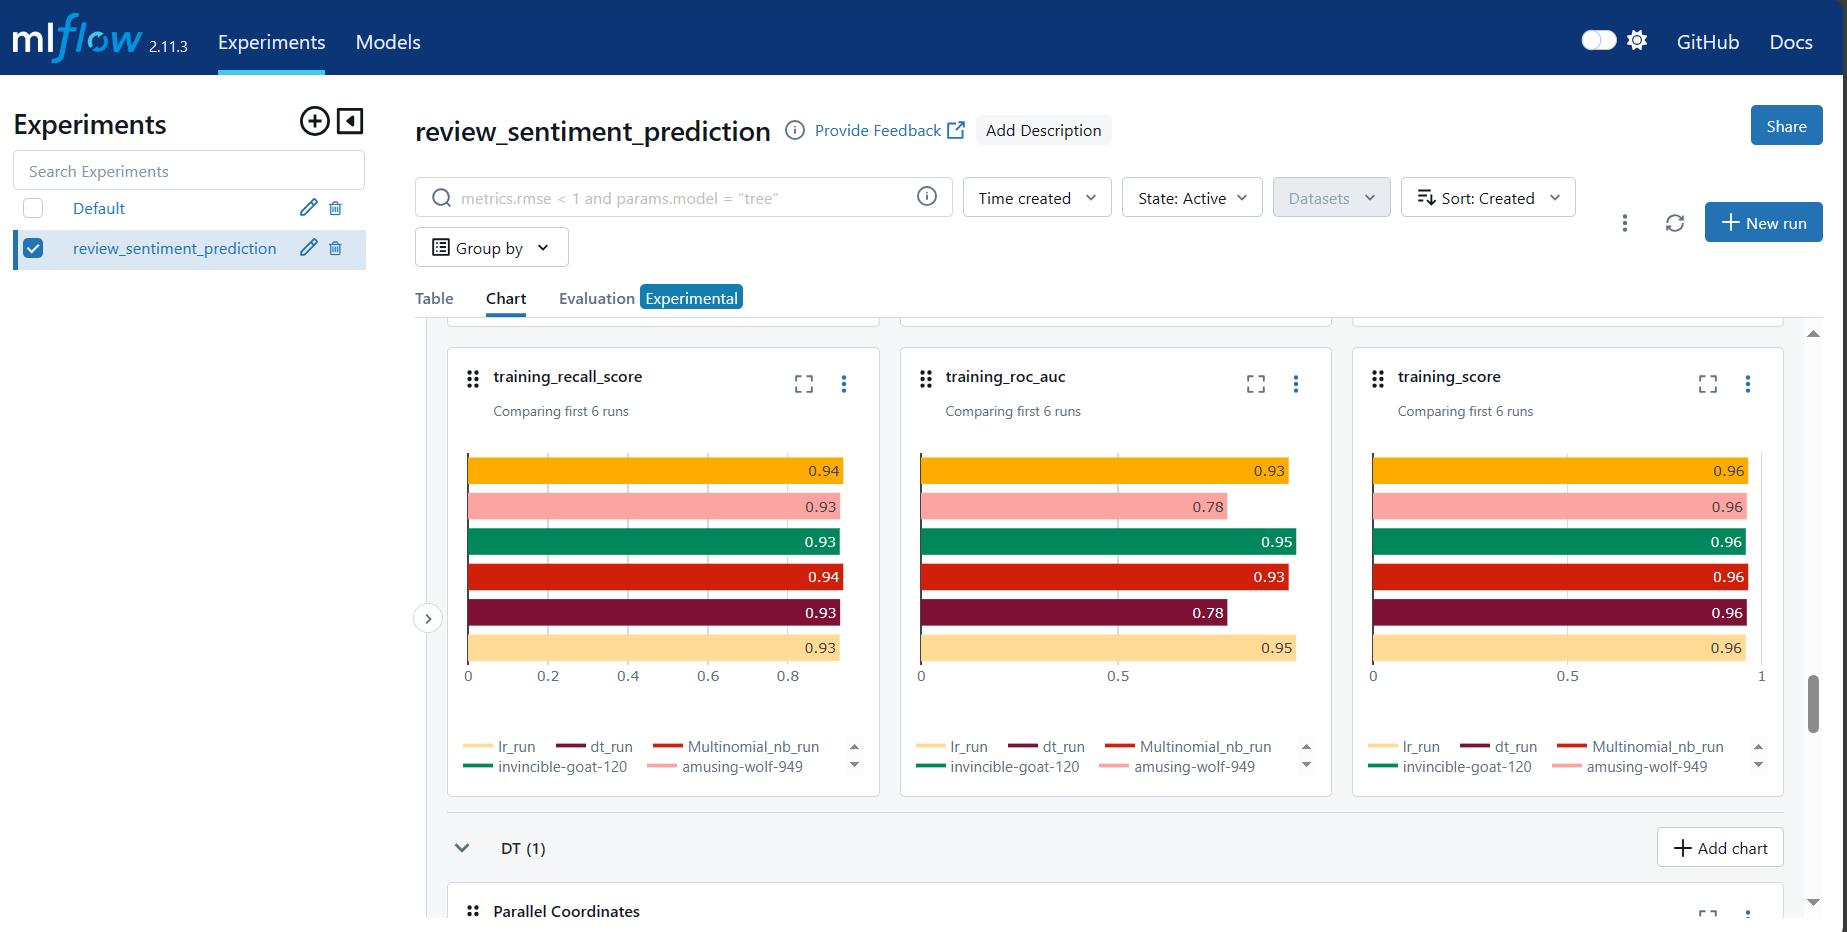 mlflow 2.11.3 Experiments Models GitHub Docs
Experiments
Search Experiments
Default
review_sentiment_prediction
review_sentiment_prediction Provide Feedback Add Description Share
metrics.rmse < 1 and params.model = "tree" Time created State: Active Datasets Sort: Created
New run
Group by
Table Chart Evaluation Experimental
training_recall_score
Comparing first 6 runs
0.94
0.93
0.93
0.94
0.93
0.93
0 0.2 0.4 0.6 0.8
lr_run dt_run Multinomial_nb_run
invincible-goat-120 amusing-wolf-949
training_roc_auc
Comparing first 6 runs
0.93
0.78
0.95
0.93
0.78
0.95
0 0.5
lr_run dt_run Multinomial_nb_run
invincible-goat-120 amusing-wolf-949
training_score
Comparing first 6 runs
0.96
0.96
0.96
0.96
0.96
0.96
0 0.5 1
lr_run dt_run Multinomial_nb_run
invincible-goat-120 amusing-wolf-949
DT (1) Add chart
Parallel Coordinates